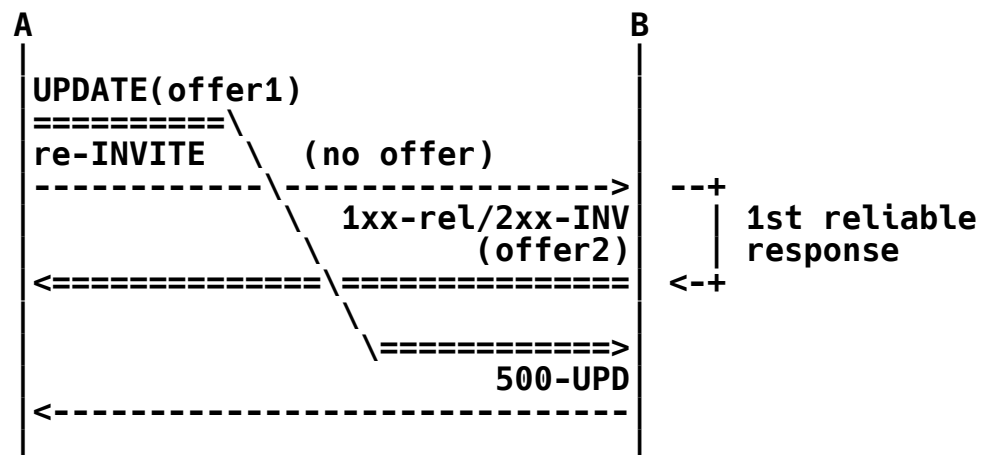 A B
UPDATE(offer1)
==========\
re-INVITE \ (no offer)
------------\-----------------> --+
1xx-rel/2xx-INV | 1st reliable
(offer2) | response
<==============\=============== <-+
\============>
500-UPD
<------------------------------